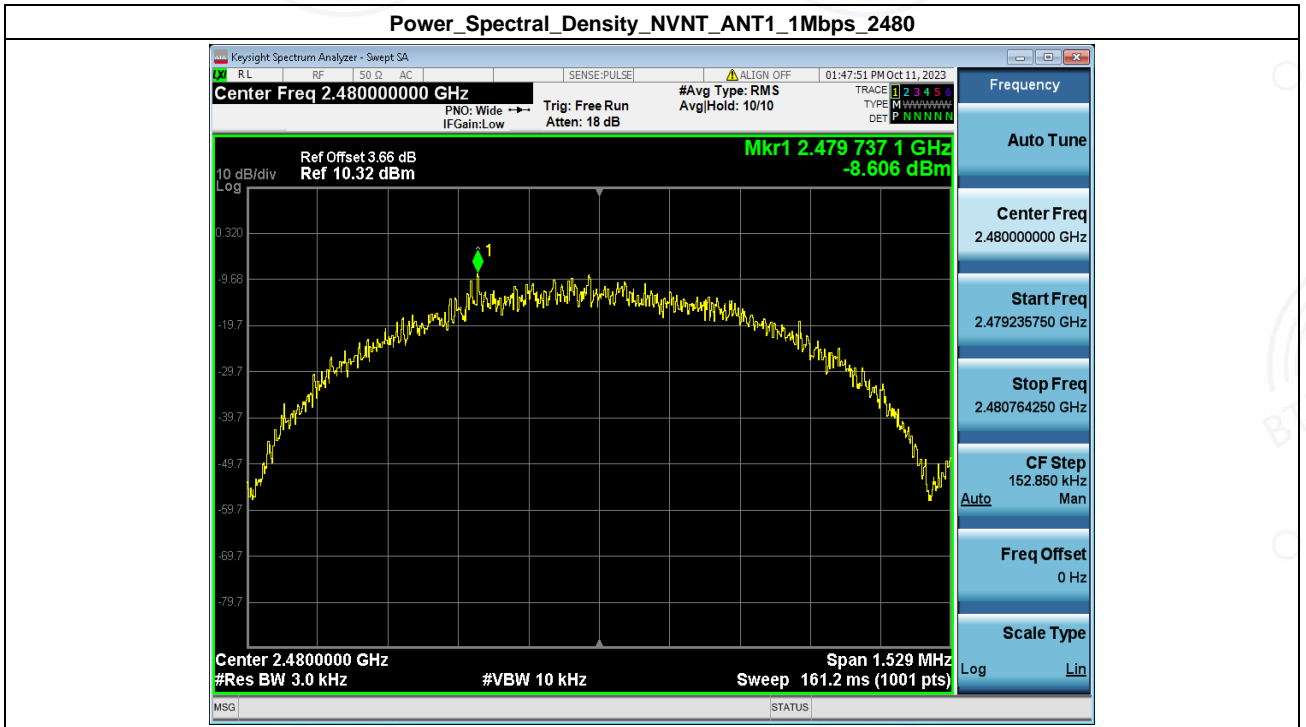 Power_Spectral_Density_NVNT_ANT1_1Mbps_2480
Keysight Spectrum Analyzer - Swept SA
LXI RL RF 50 Ω AC SENSE:PULSE ALIGN OFF 01:47:51 PM Oct 11, 2023
Center Freq 2.480000000 GHz
PNO: Wide
IFGain:Low
Trig: Free Run
Atten: 18 dB
#Avg Type: RMS
Avg|Hold: 10/10
TRACE 1 2 3 4 5 6
TYPE M WWWWW
DET P N N N N N
Mkr1 2.479 737 1 GHz
-8.606 dBm
Ref Offset 3.66 dB
10 dB/div Ref 10.32 dBm
Log
0.320
1
-9.68
-19.7
-29.7
-39.7
-49.7
-59.7
-69.7
-79.7
Center 2.4800000 GHz Span 1.529 MHz
#Res BW 3.0 kHz #VBW 10 kHz Sweep 161.2 ms (1001 pts)
MSG STATUS
Frequency
Auto Tune
Center Freq
2.480000000 GHz
Start Freq
2.479235750 GHz
Stop Freq
2.480764250 GHz
CF Step
152.850 kHz
Auto Man
Freq Offset
0 Hz
Scale Type
Log Lin